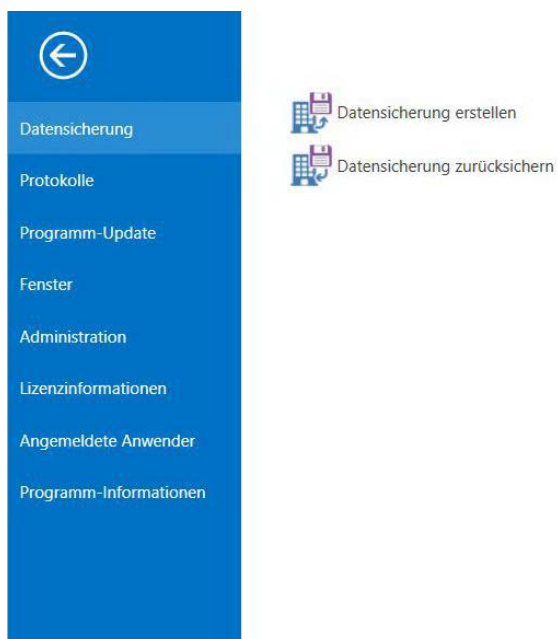 Datensicherung
Protokolle
Programm-Update
Fenster
Administration
Lizenzinformationen
Angemeldete Anwender
Programm-Informationen
Datensicherung erstellen
Datensicherung zurücksichern